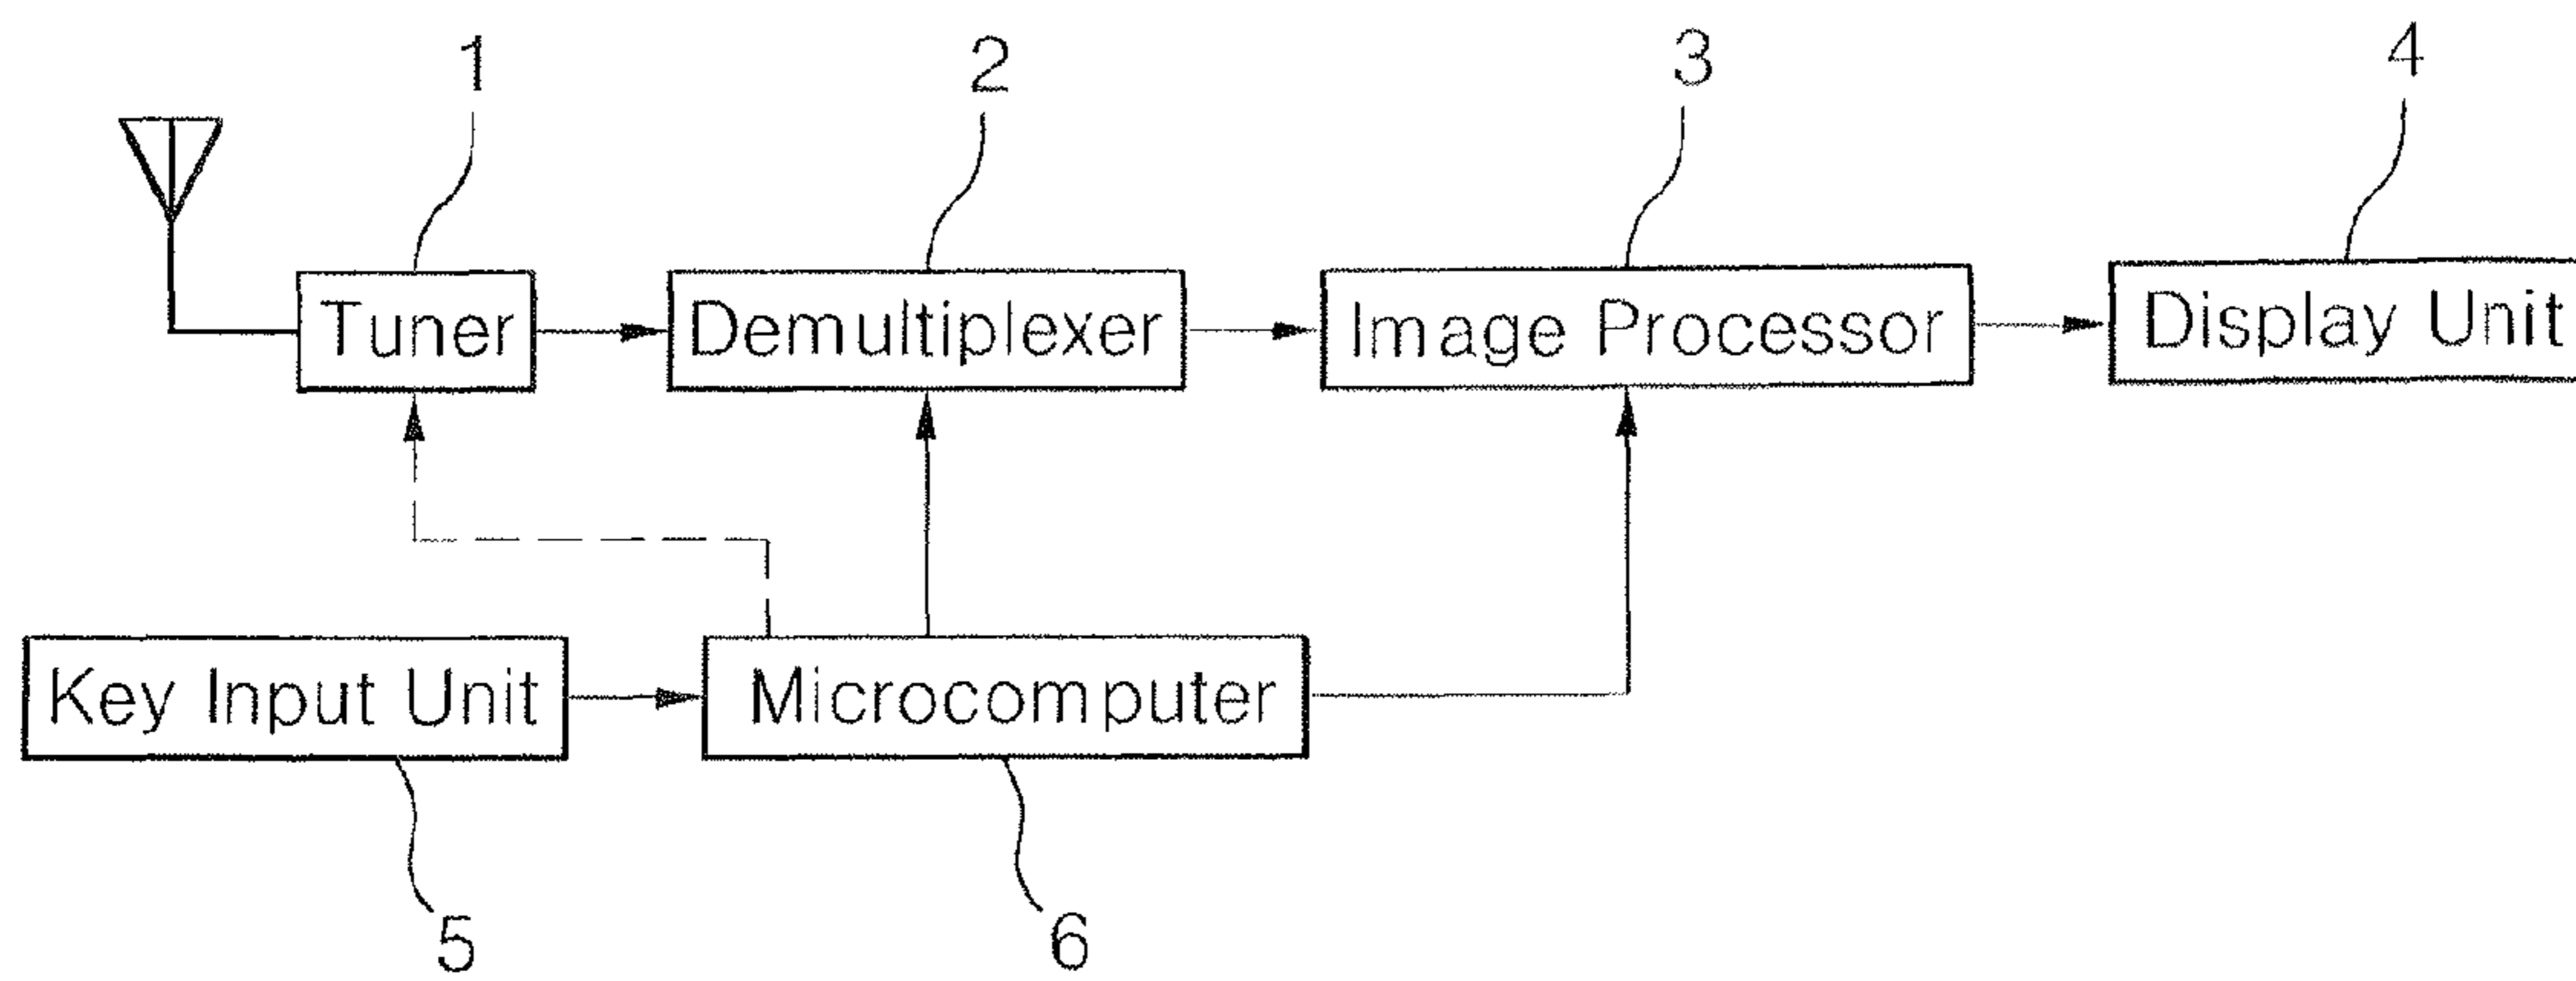 1 2 3 4
Tuner Demultiplexer Image Processor Display Unit
Key Input Unit Microcomputer
5 6